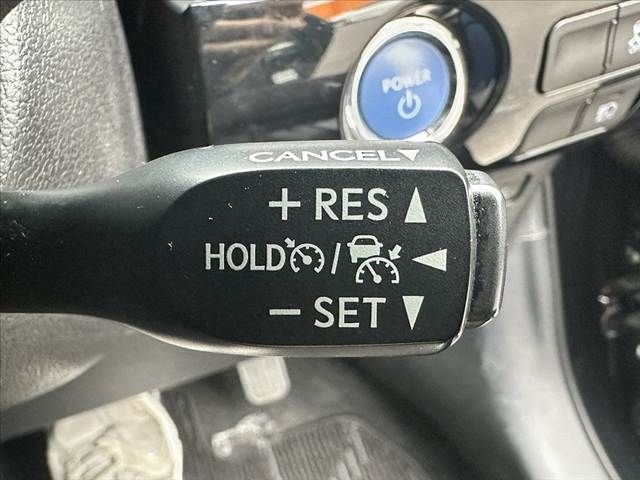 POWER
CANCEL▼
+ RES ▲
HOLD / ◀
− SET ▼